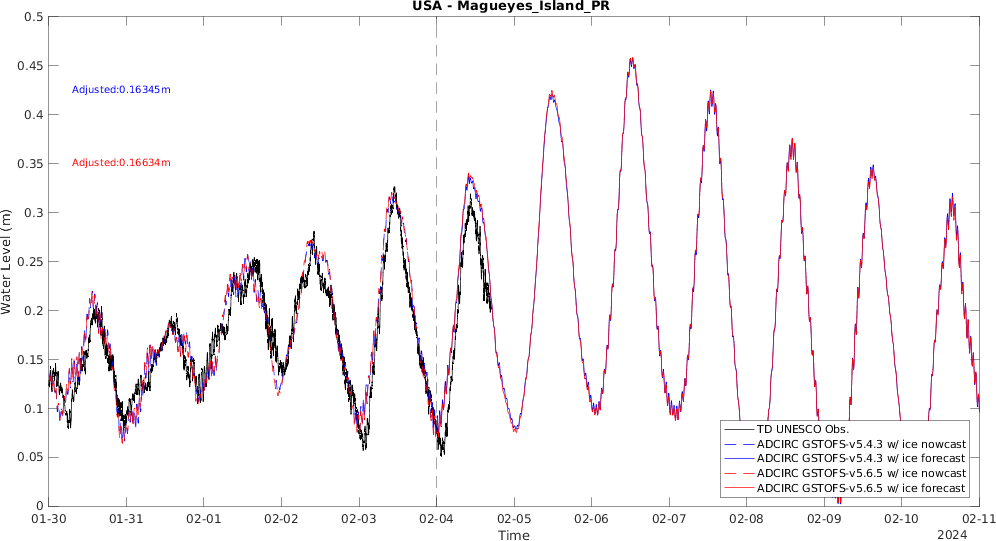 USA - Magueyes_Island_PR
0.5
0.45
0.4
0.35
0.3
0.25
0.2
0.15
0.1
0.05
0
Water Level (m)
Adjusted:0.16345m
Adjusted:0.16634m
TD UNESCO Obs.
ADCIRC GSTOFS-v5.4.3 w/ ice nowcast
ADCIRC GSTOFS-v5.4.3 w/ ice forecast
ADCIRC GSTOFS-v5.6.5 w/ ice nowcast
ADCIRC GSTOFS-v5.6.5 w/ ice forecast
01-30 01-31 02-01 02-02 02-03 02-04 02-05 02-06 02-07 02-08 02-09 02-10 02-11
Time
2024